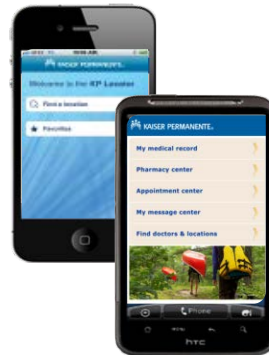 KAISER PERMANENTE.
Welcome to the KP Locator
Find a location
Favorites
KAISER PERMANENTE.
My medical record
Pharmacy center
Appointment center
My message center
Find doctors & locations
Phone
hTC